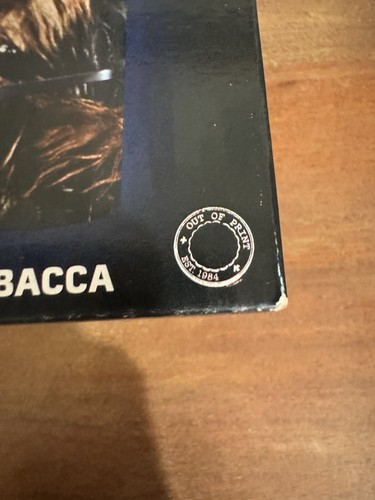 BACCA
OUT OF PRINT
EST. 1984